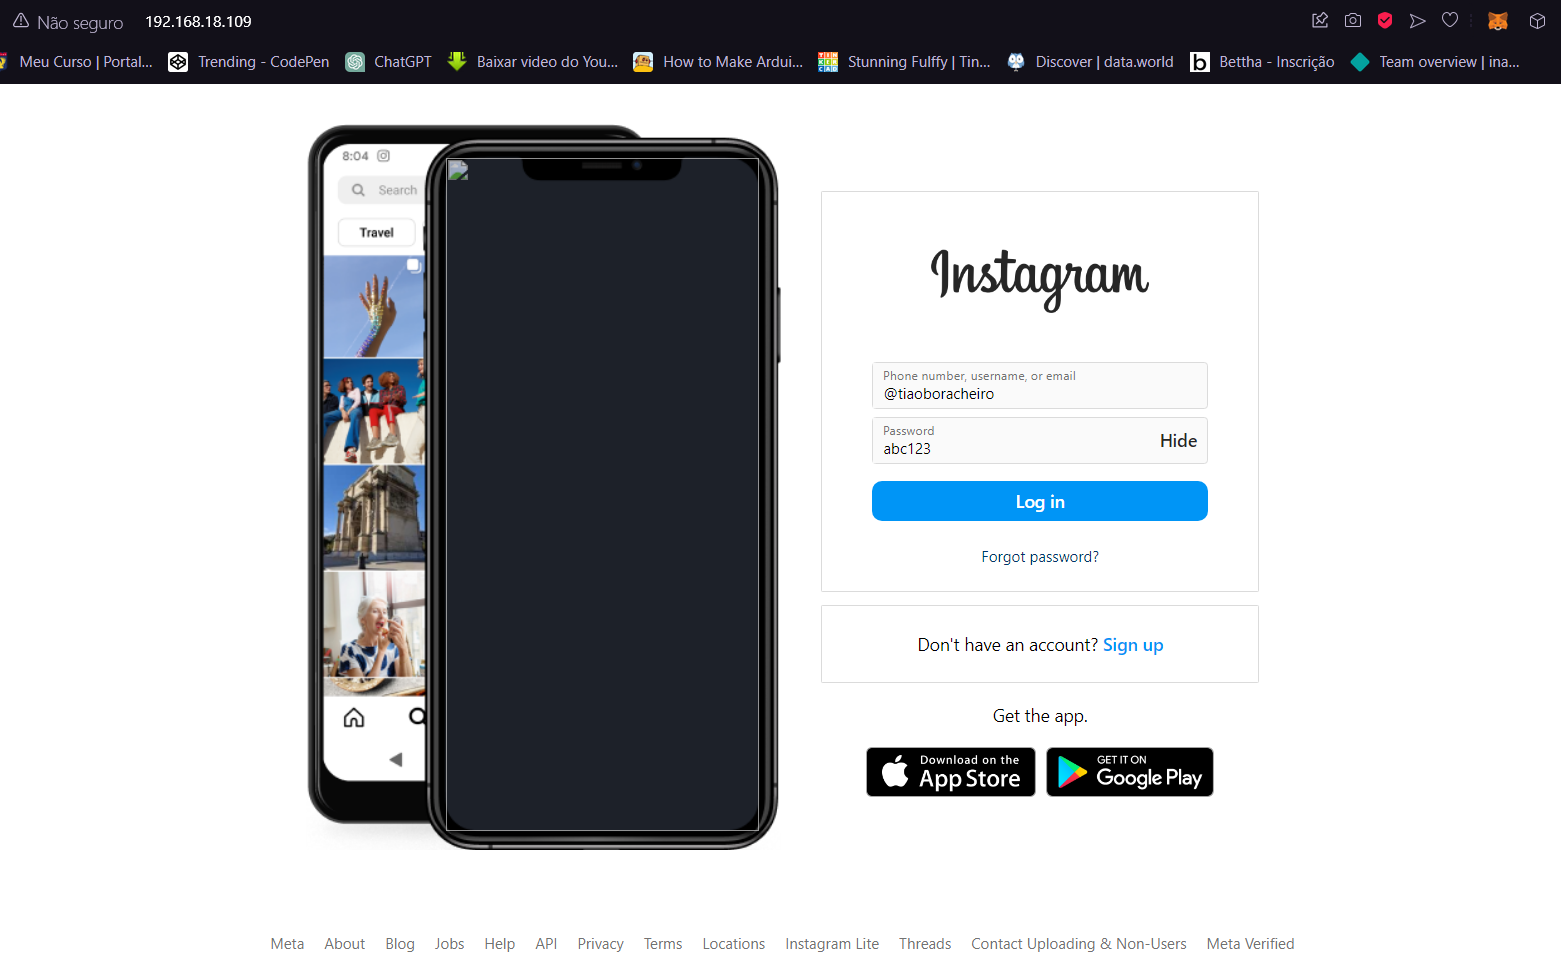 Não seguro 192.168.18.109
Meu Curso | Portal... Trending - CodePen ChatGPT Baixar video do You... How to Make Ardui... Stunning Fulffy | Tin... Discover | data.world b Bettha - Inscrição Team overview | ina...
8:04
Search
Travel
Instagram
Phone number, username, or email
@tiaoboracheiro
Password
abc123
Hide
Log in
Forgot password?
Don't have an account? Sign up
Get the app.
Download on the
App Store
GET IT ON
Google Play
Meta About Blog Jobs Help API Privacy Terms Locations Instagram Lite Threads Contact Uploading & Non-Users Meta Verified